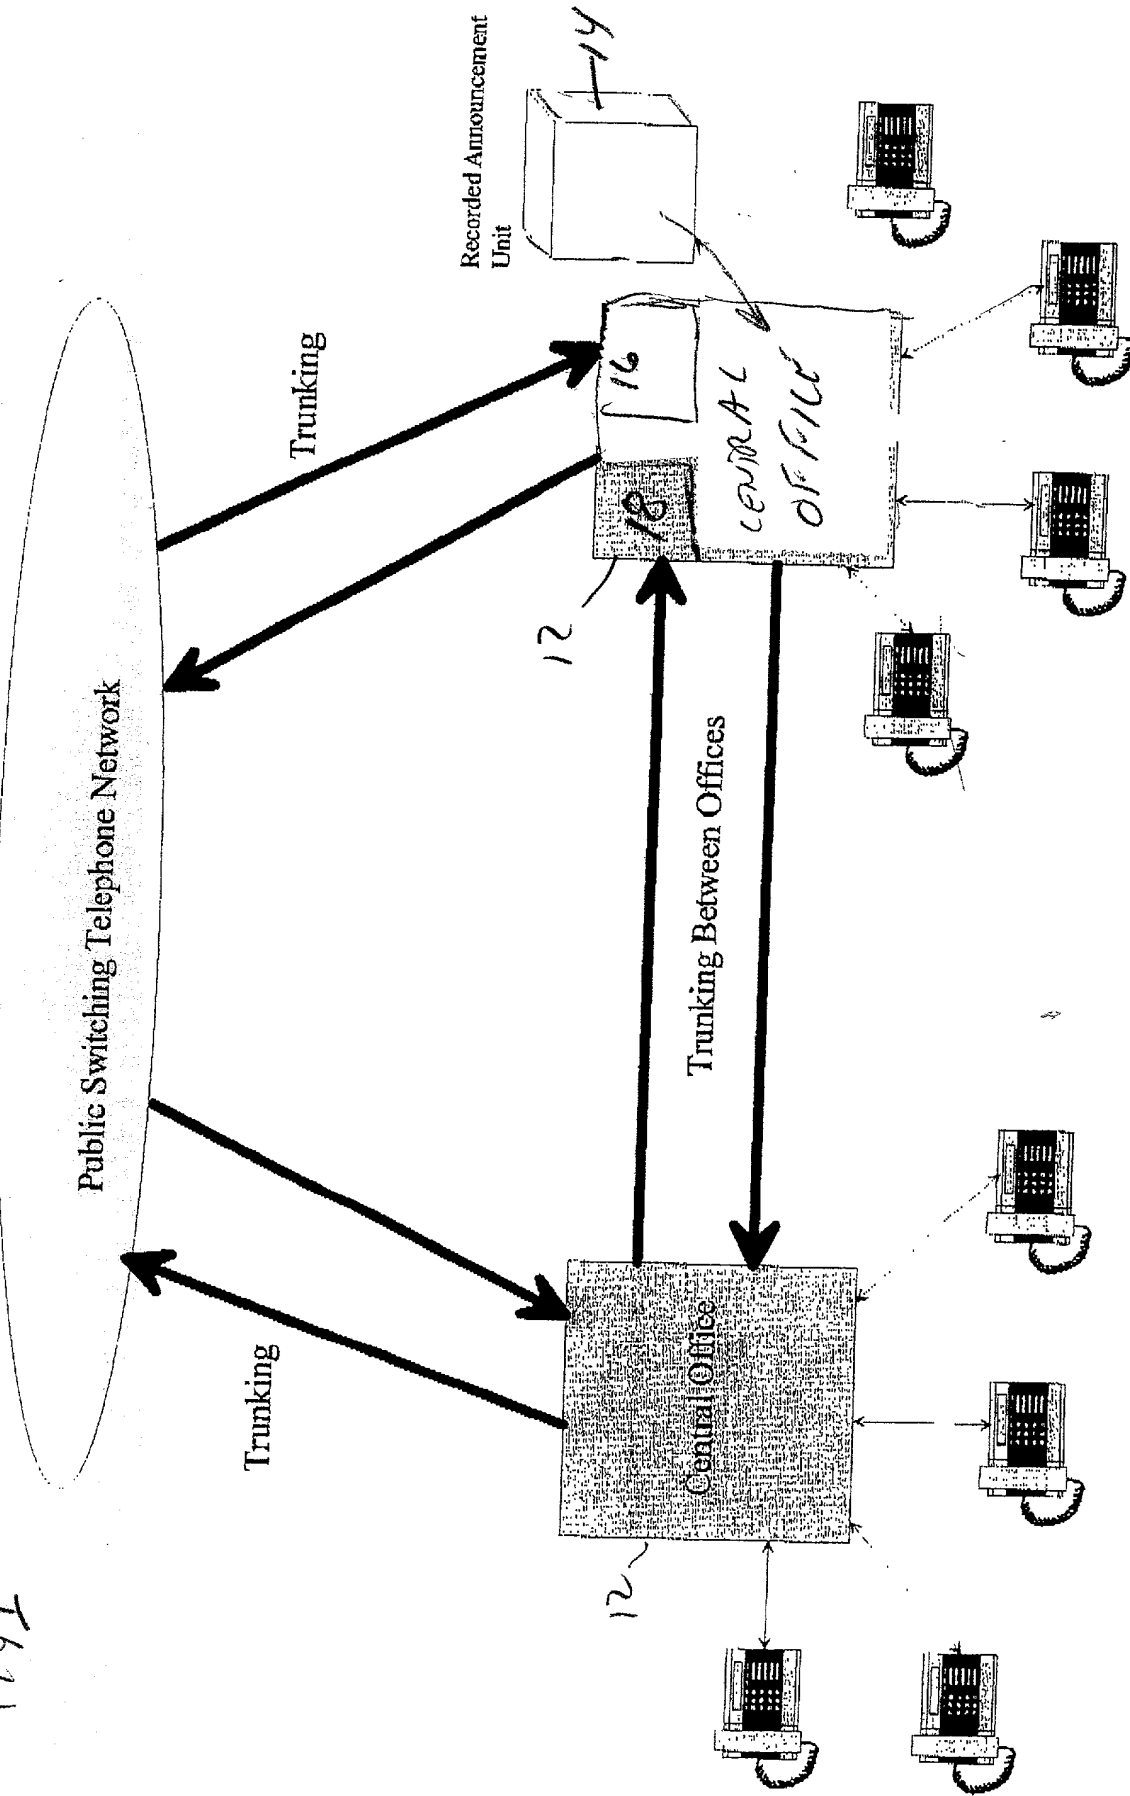 Public Switching Telephone Network
Trunking
Trunking
Recorded Announcement
Unit
14
16
18
CENTRAL
OFFICE
12
Trunking Between Offices
Central Office
12